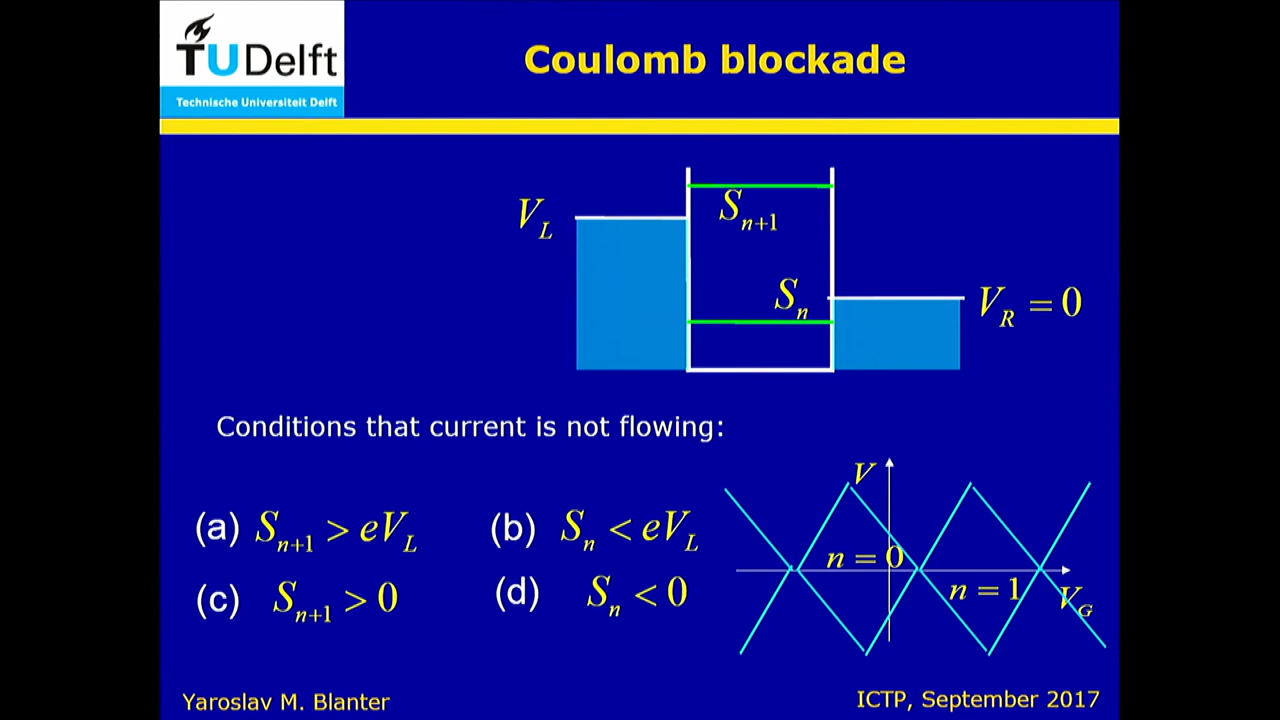 TUDelft
Technische Universiteit Delft
Coulomb blockade
V_L
S_{n+1}
S_n
V_R = 0
Conditions that current is not flowing:
(a) S_{n+1} > eV_L
(b) S_n < eV_L
(c) S_{n+1} > 0
(d) S_n < 0
V
n = 0
n = 1
V_G
Yaroslav M. Blanter
ICTP, September 2017